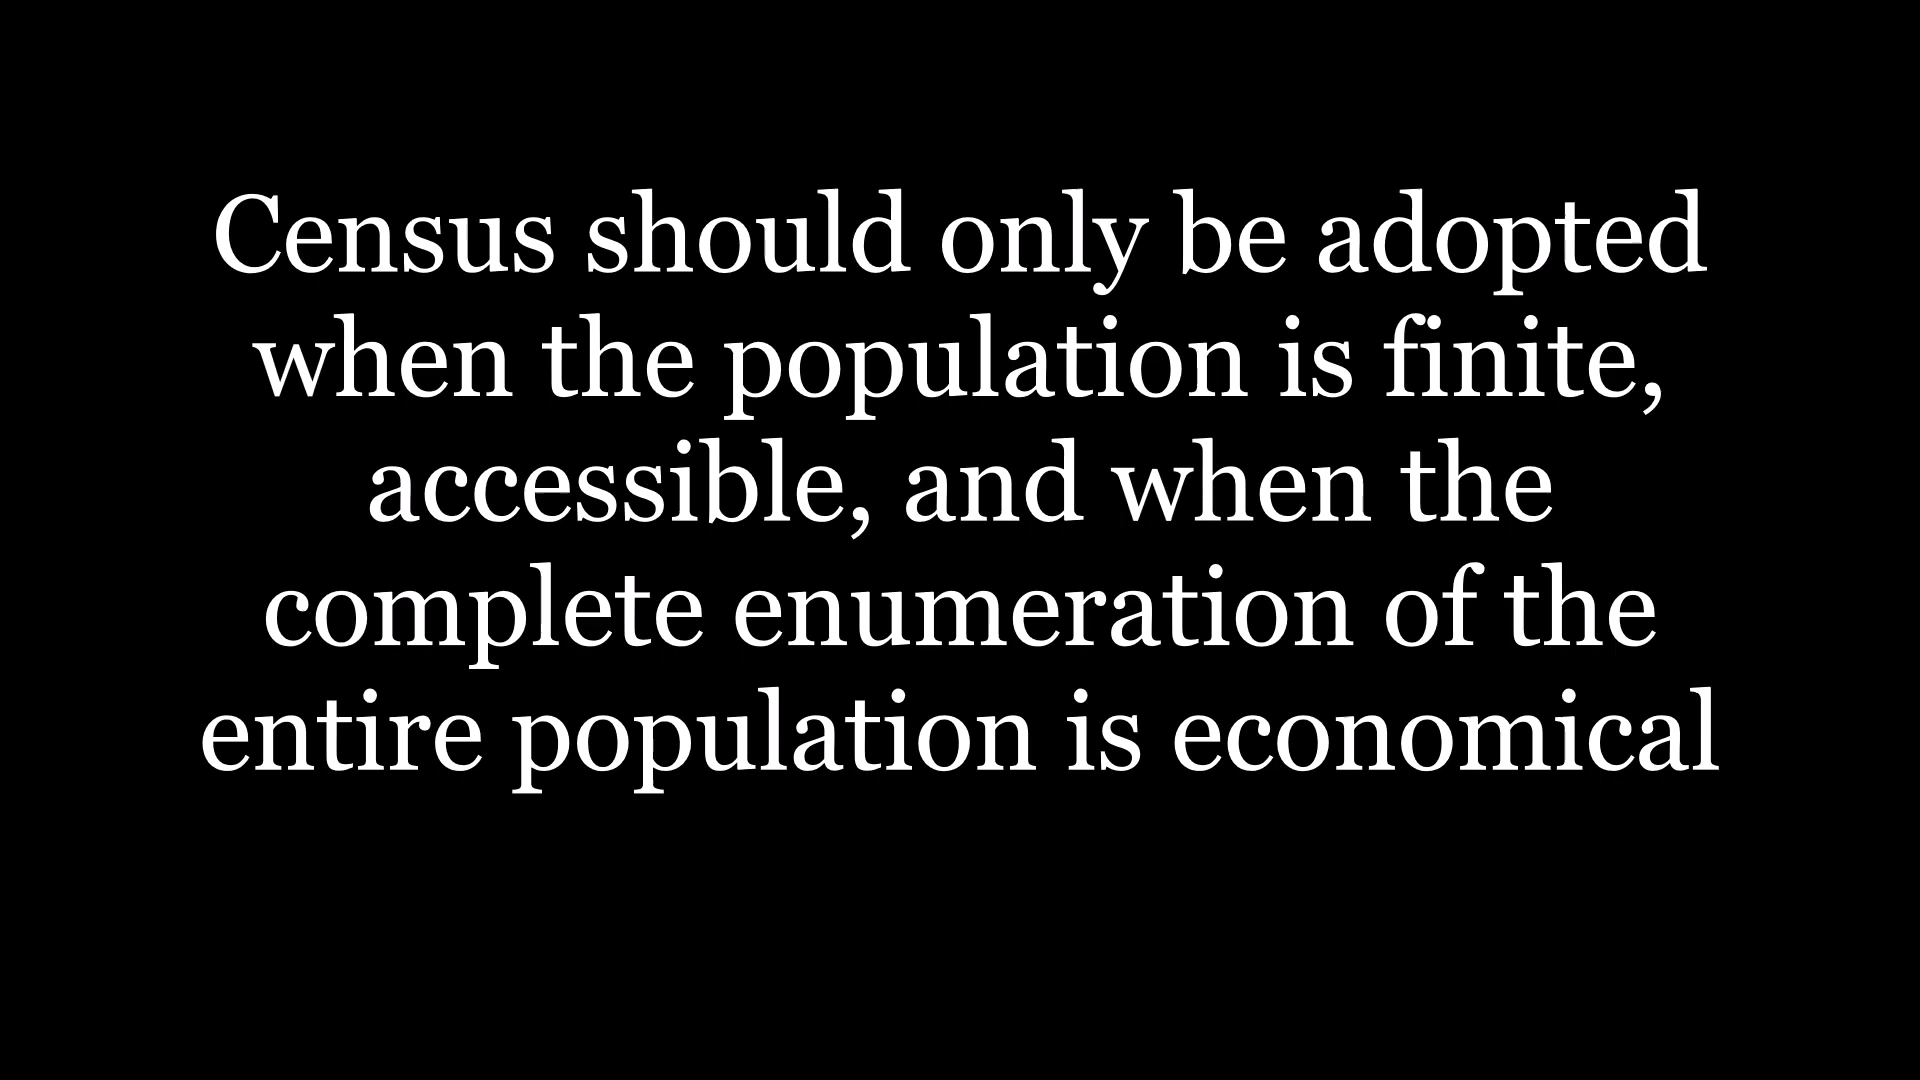 Census should only be adopted
when the population is finite,
accessible, and when the
complete enumeration of the
entire population is economical